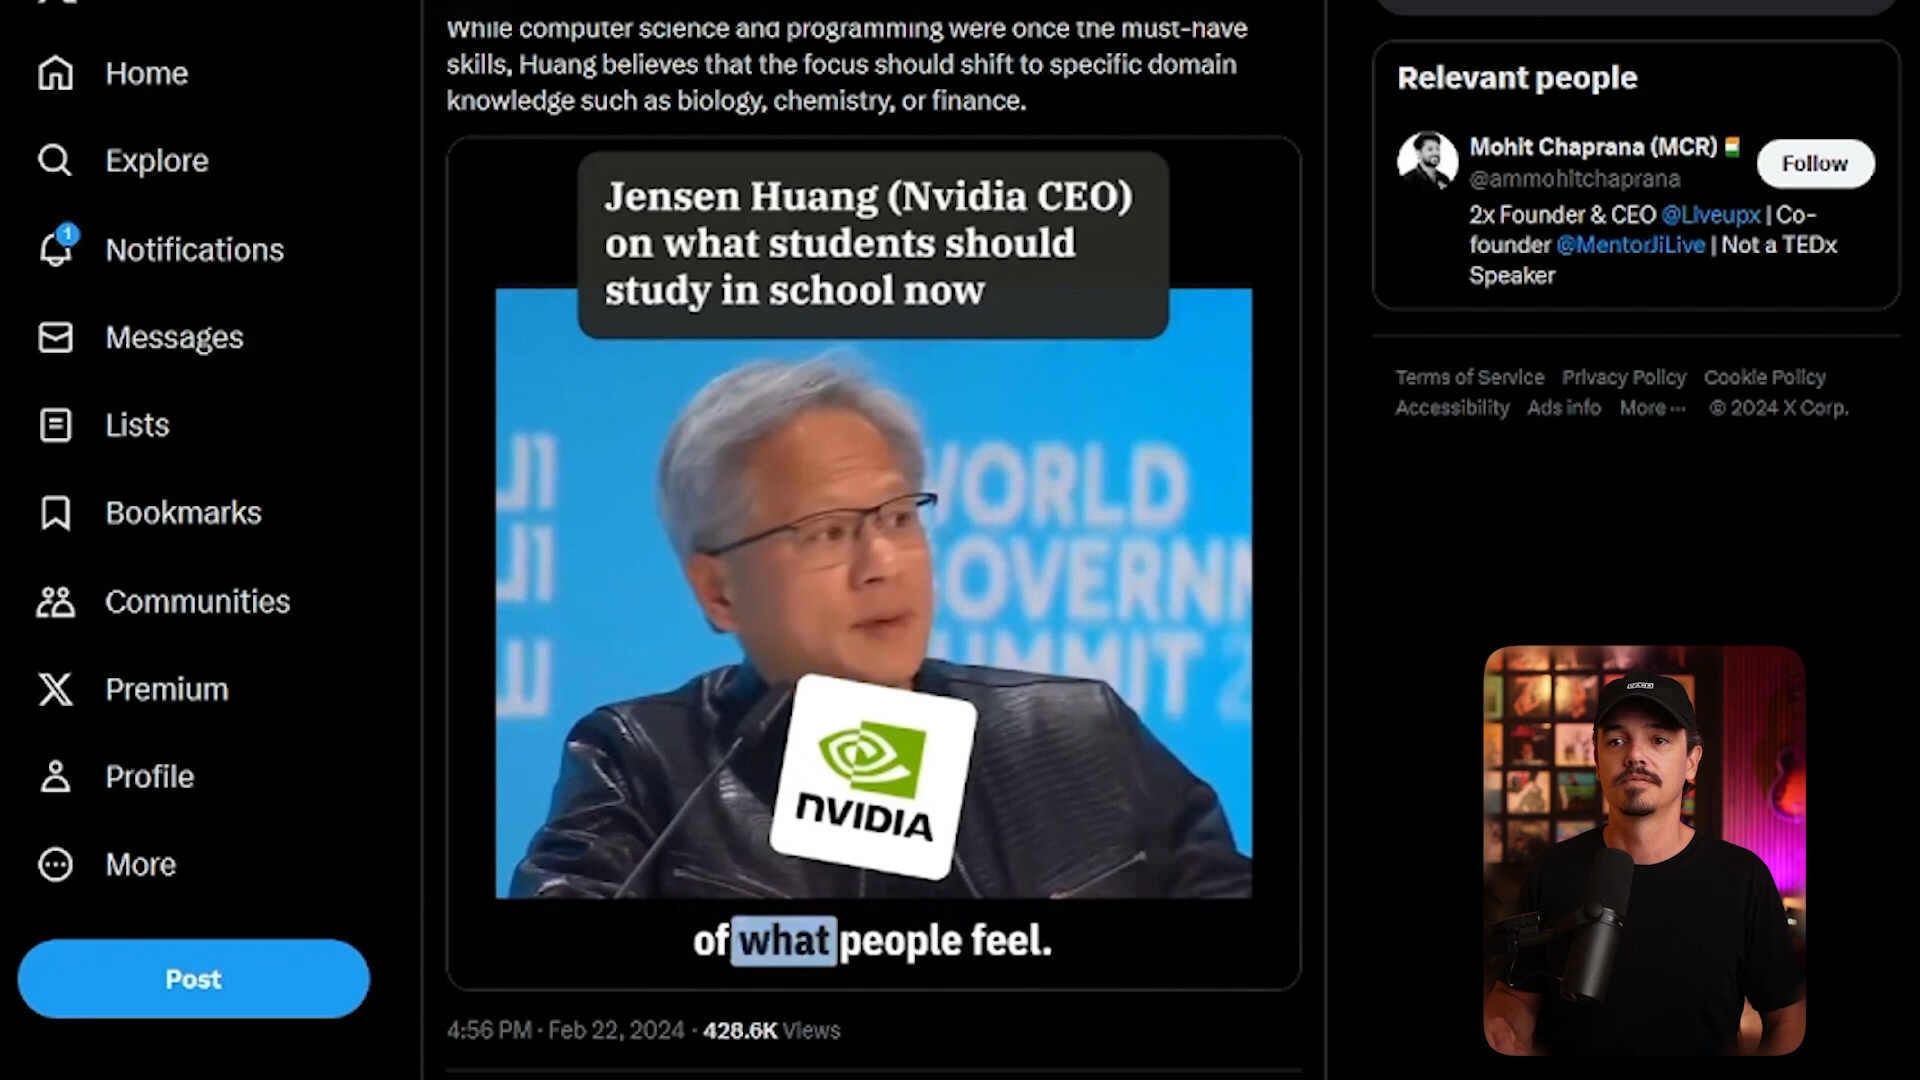 Home
Explore
1
Notifications
Messages
Lists
Bookmarks
Communities
Premium
Profile
More
Post
While computer science and programming were once the must-have
skills, Huang believes that the focus should shift to specific domain
knowledge such as biology, chemistry, or finance.
Jensen Huang (Nvidia CEO)
on what students should
study in school now
WORLD
GOVERNM
SUMMIT 2
NVIDIA
of what people feel.
4:56 PM · Feb 22, 2024 · 428.6K Views
Relevant people
Mohit Chaprana (MCR)
@ammohitchaprana
Follow
2x Founder & CEO @Liveupx | Co-
founder @MentorJiLive | Not a TEDx
Speaker
Terms of Service Privacy Policy Cookie Policy
Accessibility Ads info More ··· © 2024 X Corp.
VANS